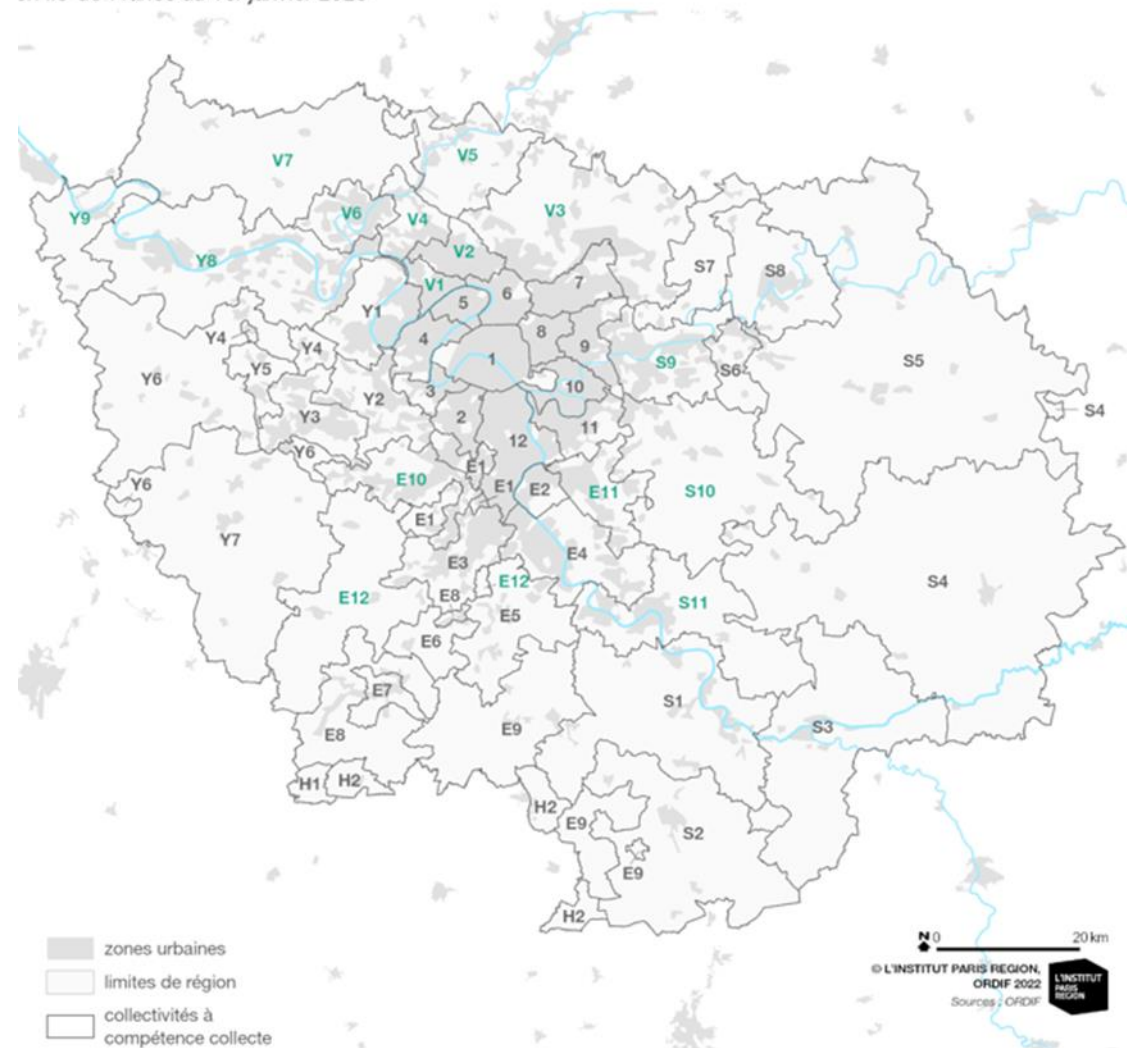 V7
V5
Y9
V6
V4
V3
Y8
V2
V1
S7
S8
7
6
5
Y1
Y4
4
8
9
Y4
1
S9
S5
Y5
S6
Y6
3
10
Y2
S4
Y3
2
11
12
Y6
E1
E10
Y6
E1
E2
E11
S10
E1
Y7
E3
E4
E12
S4
E12
E8
S11
E5
E6
E7
S1
E8
E9
S3
H1
H2
H2
E9
S2
E9
H2
zones urbaines
limites de région
collectivités à
compétence collecte
N 0 20 km
© L'INSTITUT PARIS REGION,
ORDIF 2022
Sources : ORDIF
L'INSTITUT
PARIS
REGION